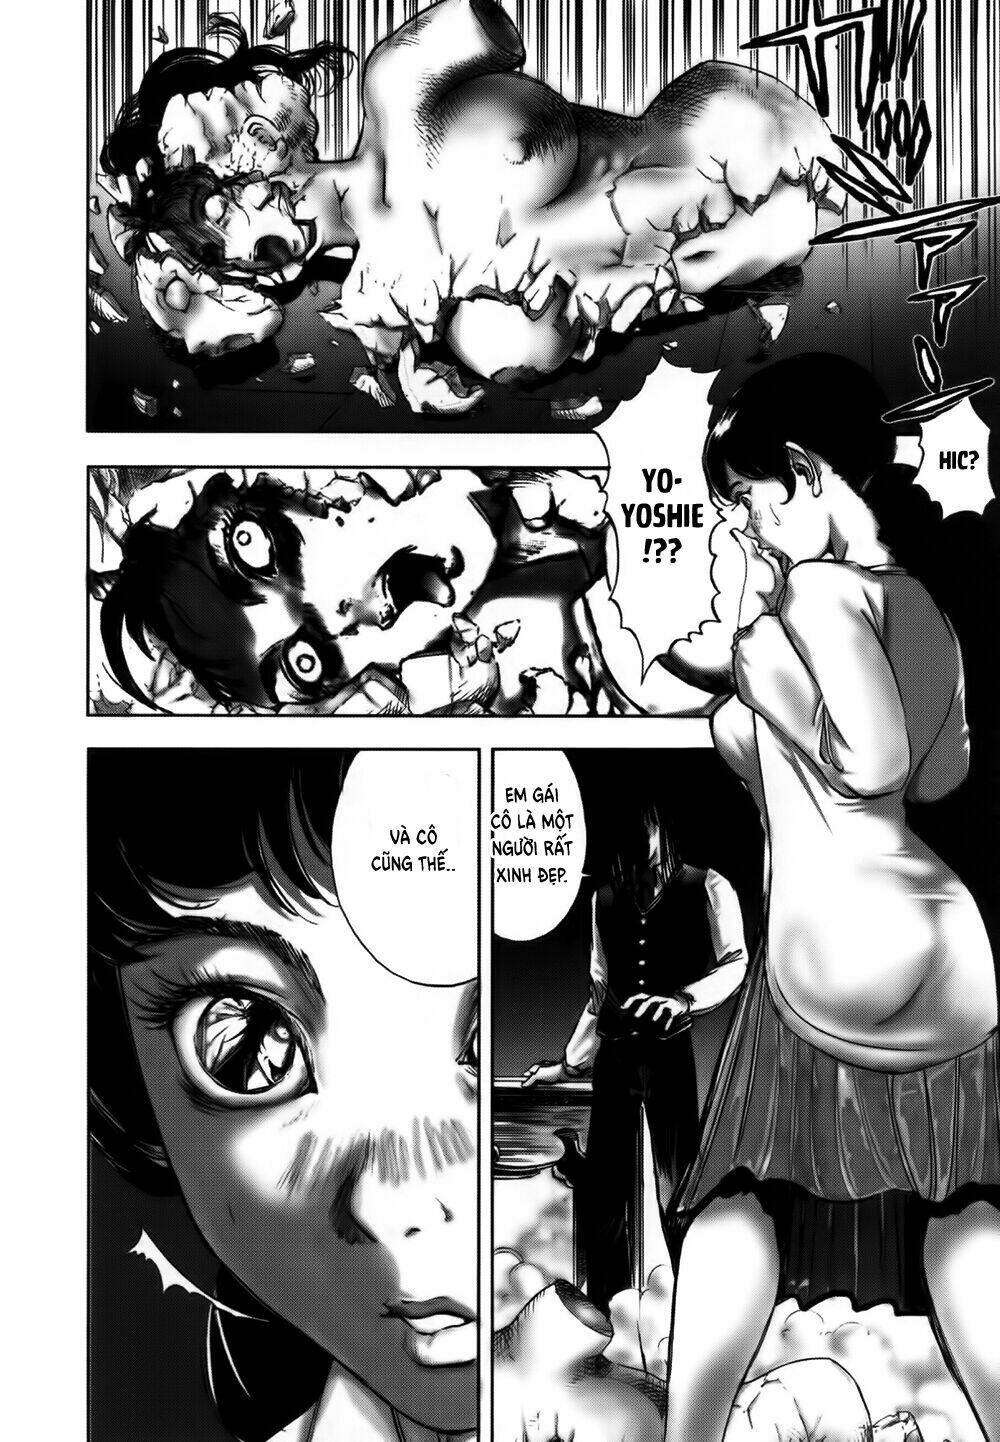 HIC?
YO-
YOSHIE
!??
EM GÁI
CÔ LÀ MỘT
NGƯỜI RẤT
XINH ĐẸP.
VÀ CÔ
CŨNG THẾ..